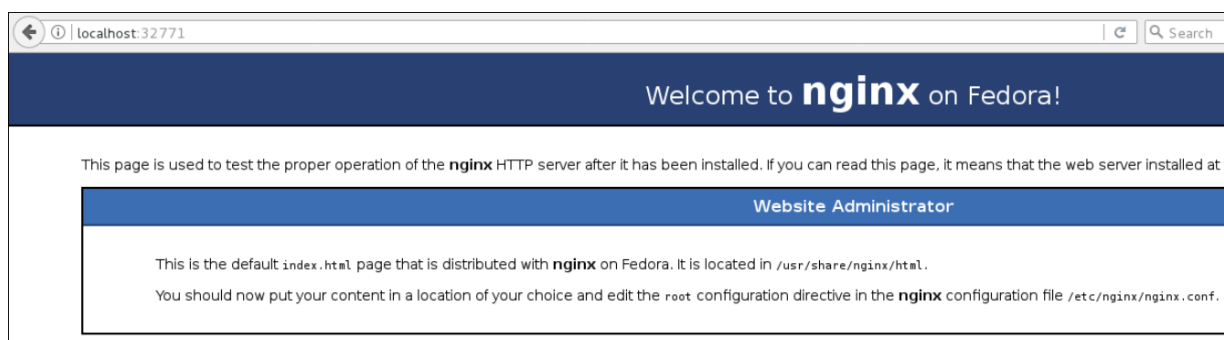 localhost:32771
Search
Welcome to nginx on Fedora!
This page is used to test the proper operation of the nginx HTTP server after it has been installed. If you can read this page, it means that the web server installed at
Website Administrator
This is the default index.html page that is distributed with nginx on Fedora. It is located in /usr/share/nginx/html.
You should now put your content in a location of your choice and edit the root configuration directive in the nginx configuration file /etc/nginx/nginx.conf.